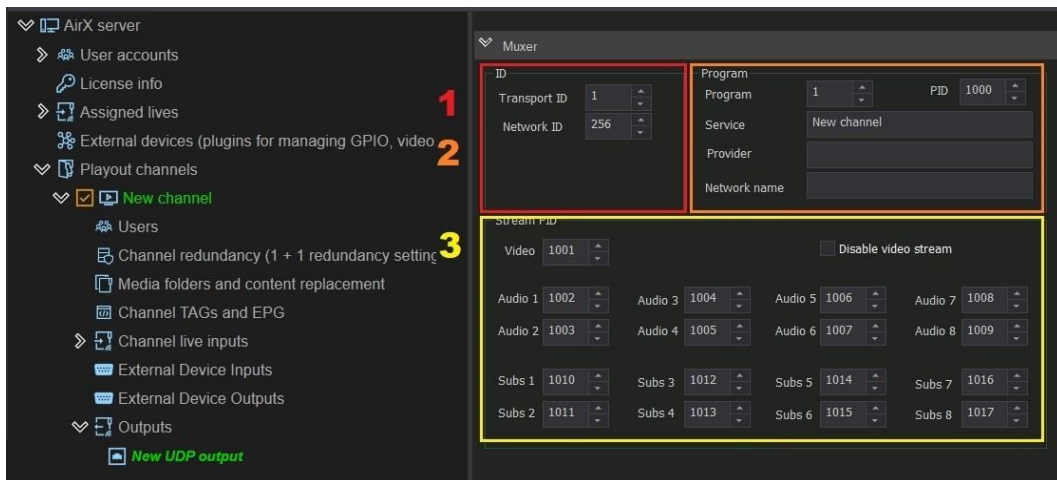 AirX server
User accounts
License info
Assigned lives
External devices (plugins for managing GPIO, video
Playout channels
New channel
Users
Channel redundancy (1 + 1 redundancy setting
Media folders and content replacement
Channel TAGs and EPG
Channel live inputs
External Device Inputs
External Device Outputs
Outputs
New UDP output
1
2
3
Muxer
ID
Transport ID 1
Network ID 256
Program
Program 1 PID 1000
Service New channel
Provider
Network name
Stream PID
Video 1001 Disable video stream
Audio 1 1002 Audio 3 1004 Audio 5 1006 Audio 7 1008
Audio 2 1003 Audio 4 1005 Audio 6 1007 Audio 8 1009
Subs 1 1010 Subs 3 1012 Subs 5 1014 Subs 7 1016
Subs 2 1011 Subs 4 1013 Subs 6 1015 Subs 8 1017